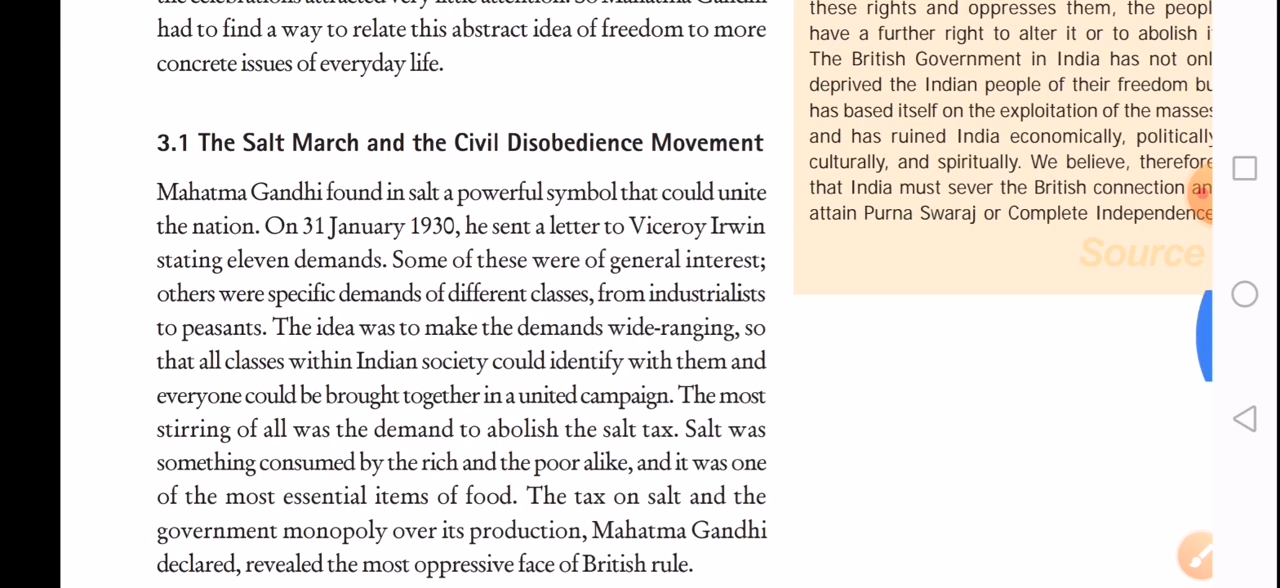 had to find a way to relate this abstract idea of freedom to more
concrete issues of everyday life.
3.1 The Salt March and the Civil Disobedience Movement
Mahatma Gandhi found in salt a powerful symbol that could unite
the nation. On 31 January 1930, he sent a letter to Viceroy Irwin
stating eleven demands. Some of these were of general interest;
others were specific demands of different classes, from industrialists
to peasants. The idea was to make the demands wide-ranging, so
that all classes within Indian society could identify with them and
everyone could be brought together in a united campaign. The most
stirring of all was the demand to abolish the salt tax. Salt was
something consumed by the rich and the poor alike, and it was one
of the most essential items of food. The tax on salt and the
government monopoly over its production, Mahatma Gandhi
declared, revealed the most oppressive face of British rule.
these rights and oppresses them, the peopl
have a further right to alter it or to abolish i
The British Government in India has not onl
deprived the Indian people of their freedom bu
has based itself on the exploitation of the masses
and has ruined India economically, politically
culturally, and spiritually. We believe, therefore
that India must sever the British connection an
attain Purna Swaraj or Complete Independence
Source